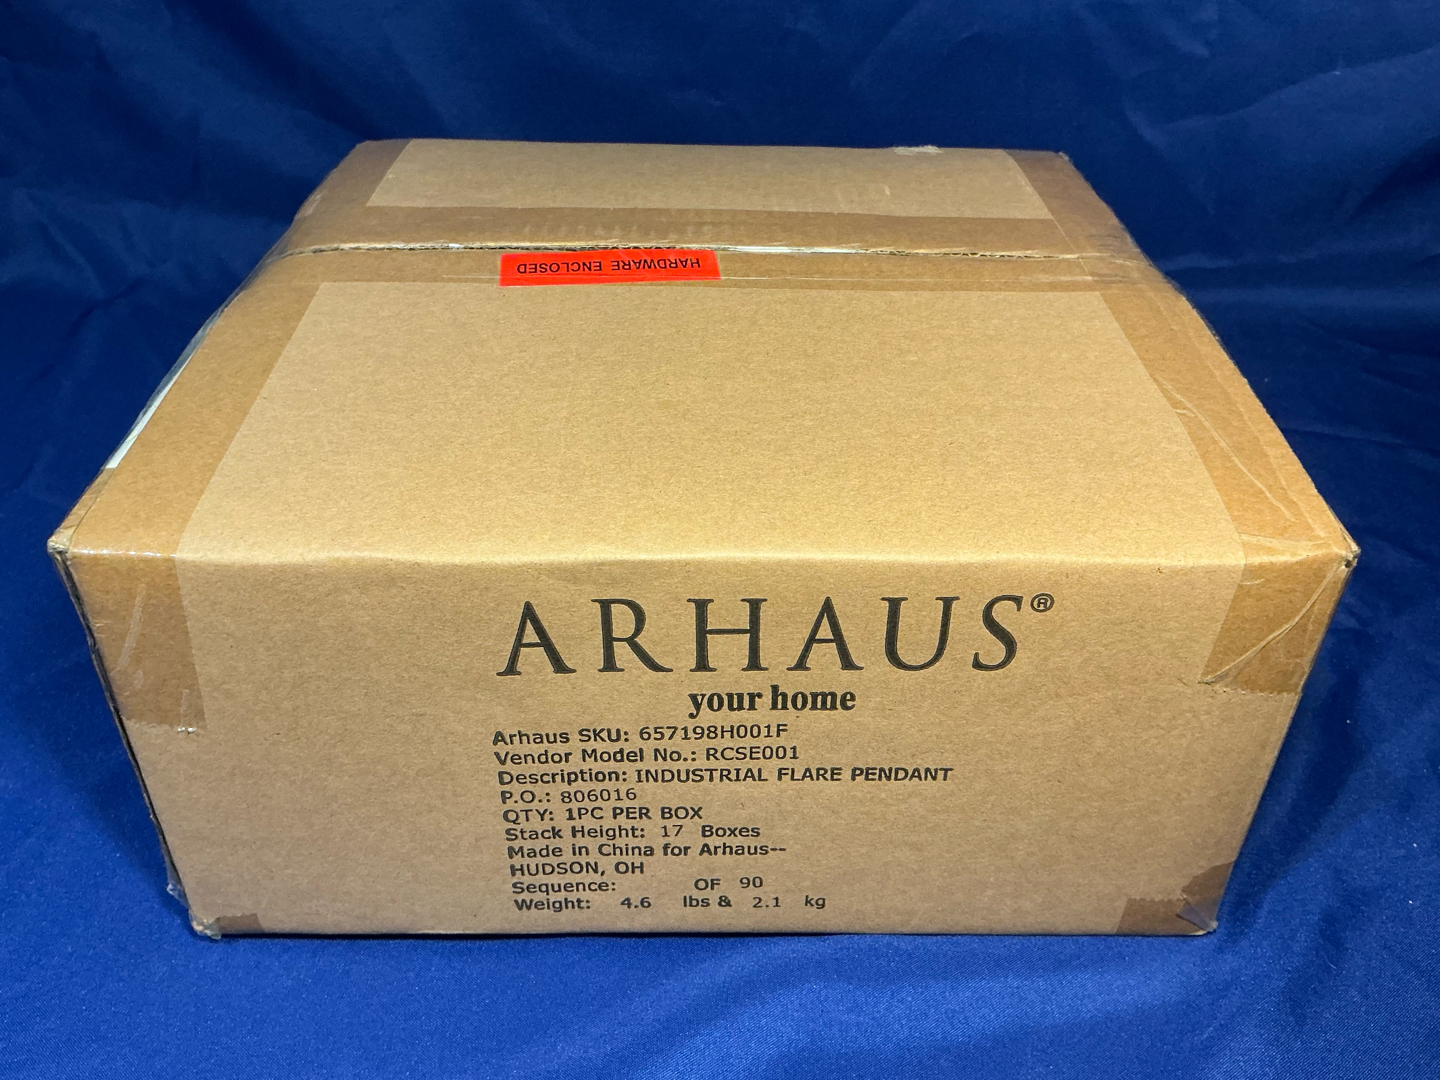 HARDWARE ENCLOSED
ARHAUS®
your home
Arhaus SKU: 657198H001F
Vendor Model No.: RCSE001
Description: INDUSTRIAL FLARE PENDANT
P.O.: 806016
QTY: 1PC PER BOX
Stack Height: 17 Boxes
Made in China for Arhaus--
HUDSON, OH
Sequence: OF 90
Weight: 4.6 lbs & 2.1 kg